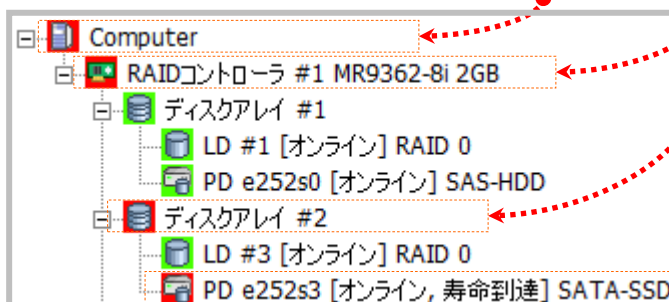 Computer
RAIDコントローラ #1 MR9362-8i 2GB
ディスクアレイ #1
LD #1 [オンライン] RAID 0
PD e252s0 [オンライン] SAS-HDD
ディスクアレイ #2
LD #3 [オンライン] RAID 0
PD e252s3 [オンライン, 寿命到達] SATA-SSD